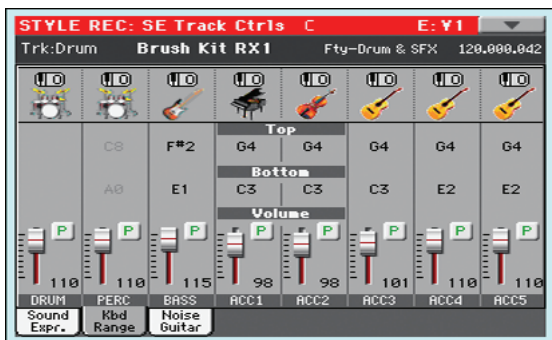 STYLE REC: SE Track Ctrls C E: ¥1
Trk:Drum Brush Kit RX1 Fty-Drum & SFX 120.000.042
Top
C8 F#2 G4 G4 G4 G4 G4
Bottom
A0 E1 C3 C3 C3 E2 E2
Volume
P P P P P P P P
110 110 115 98 98 101 110 110
DRUM PERC BASS ACC1 ACC2 ACC3 ACC4 ACC5
Sound Expr. Kbd Range Noise Guitar